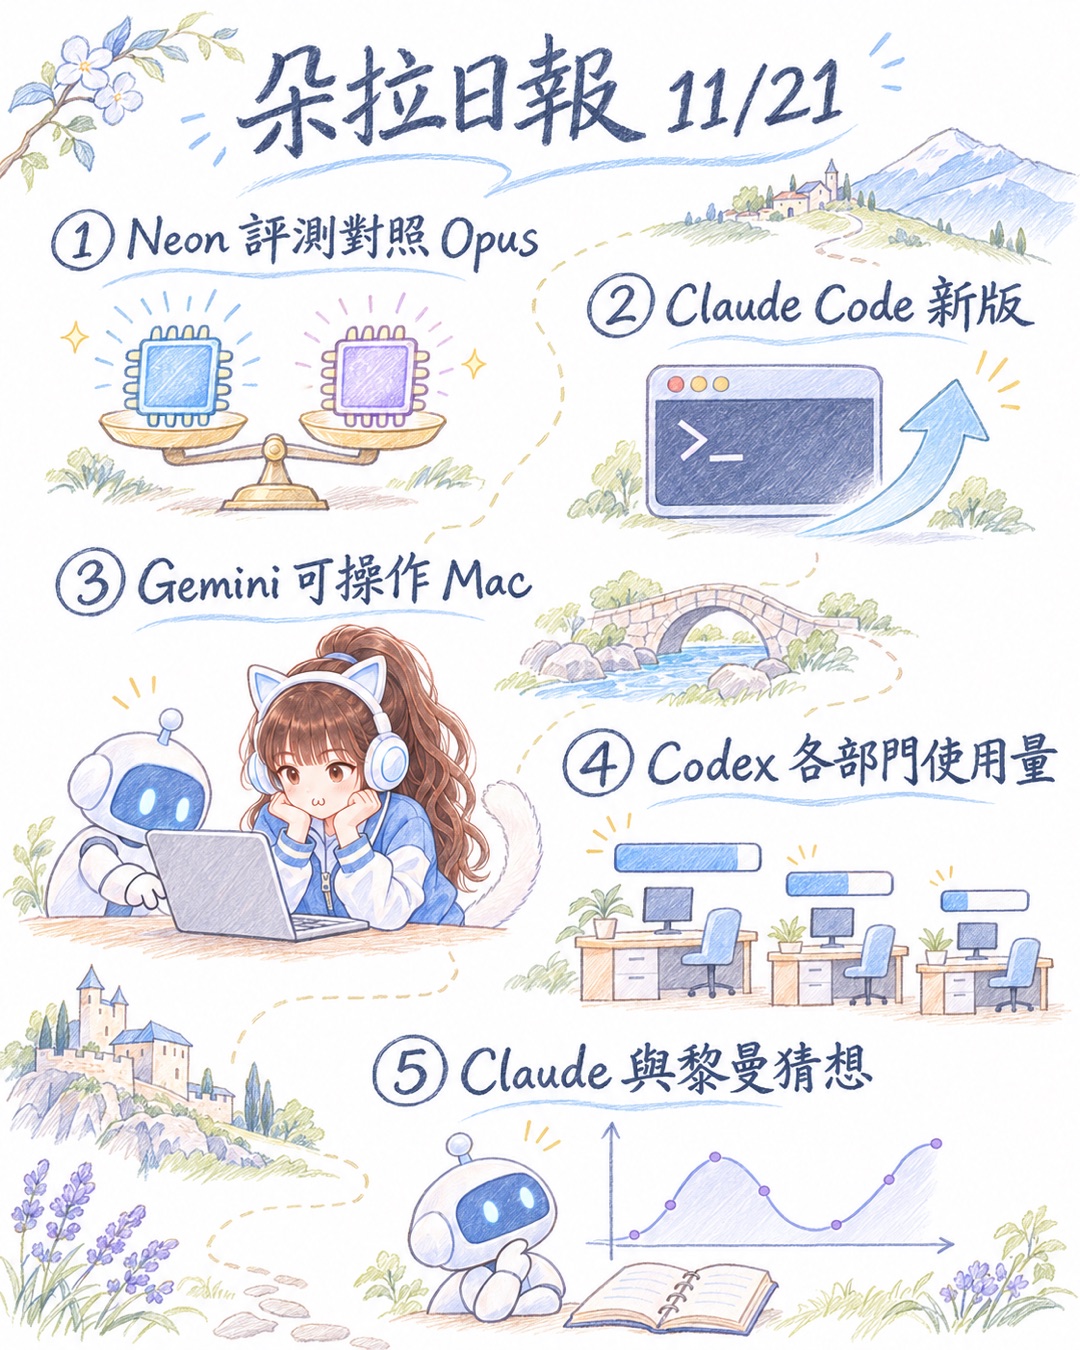 朵拉日報 11/21
① Neon 評測對照 Opus
② Claude Code 新版
>_
③ Gemini 可操作 Mac
④ Codex 各部門使用量
⑤ Claude 與黎曼猜想